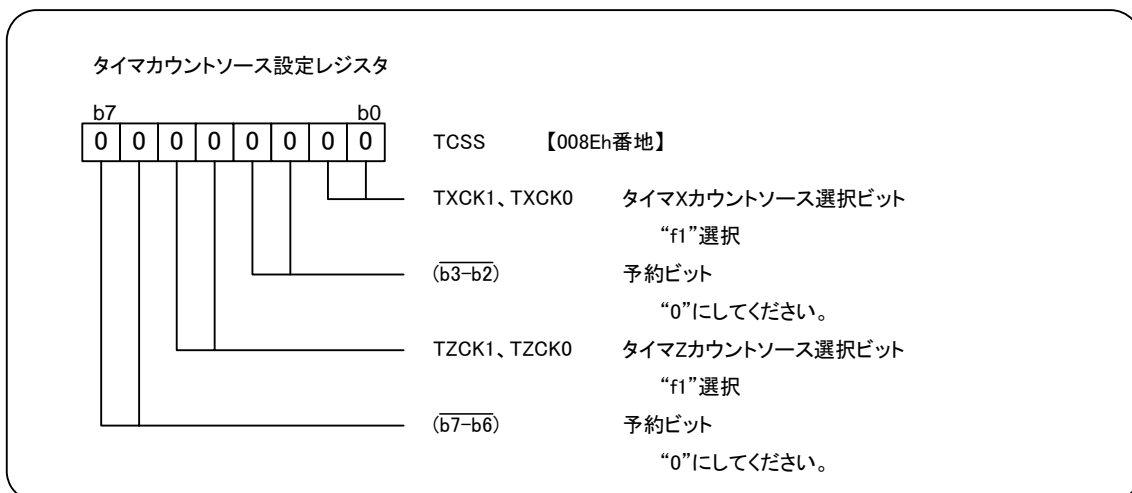 タイマカウントソース設定レジスタ
b7 b0
0 0 0 0 0 0 0 0 TCSS 【008Eh番地】
TXCK1、TXCK0 タイマXカウントソース選択ビット
“f1”選択
(b3-b2) 予約ビット
“0”にしてください。
TZCK1、TZCK0 タイマZカウントソース選択ビット
“f1”選択
(b7-b6) 予約ビット
“0”にしてください。